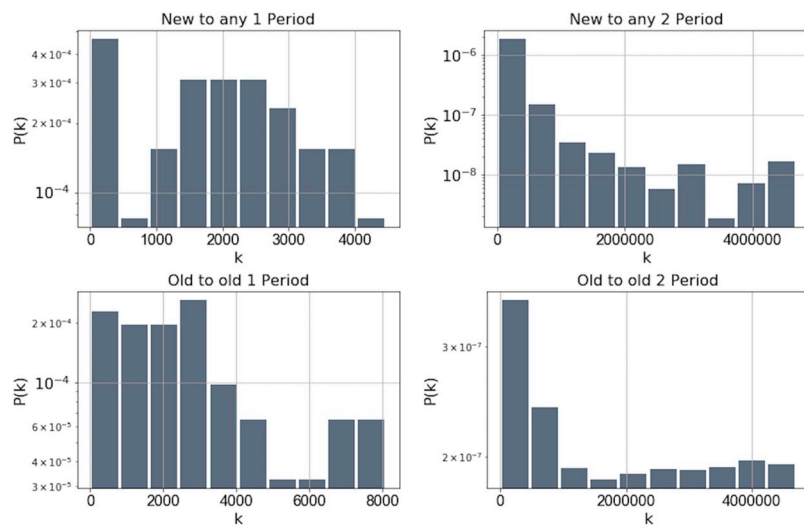 New to any 1 Period
4×10⁻⁴
3×10⁻⁴
2×10⁻⁴
10⁻⁴
P(k)
0 1000 2000 3000 4000
k
New to any 2 Period
10⁻⁶
10⁻⁷
10⁻⁸
P(k)
0 2000000 4000000
k
Old to old 1 Period
2×10⁻⁴
10⁻⁴
6×10⁻⁵
4×10⁻⁵
3×10⁻⁵
P(k)
0 2000 4000 6000 8000
k
Old to old 2 Period
3×10⁻⁷
2×10⁻⁷
P(k)
0 2000000 4000000
k